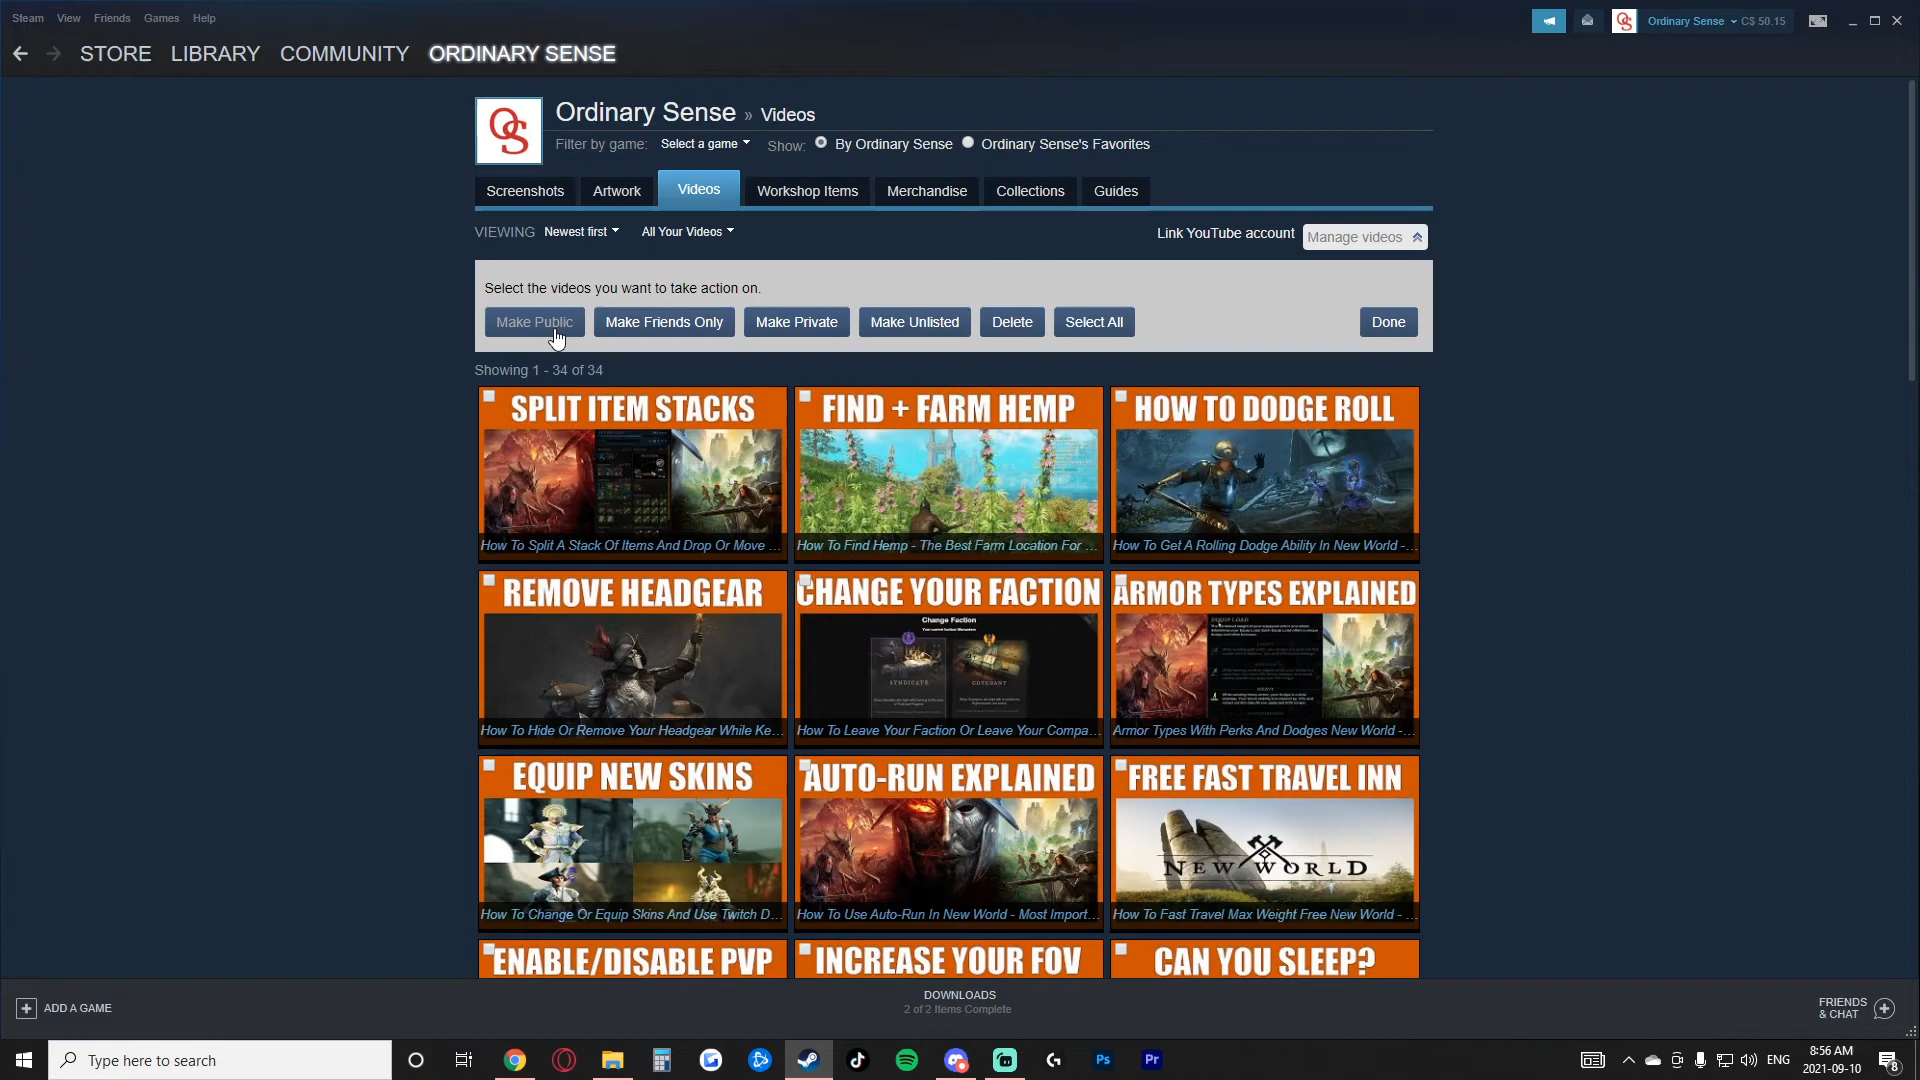 Steam View Friends Games Help
Ordinary Sense C$ 50.15
STORE LIBRARY COMMUNITY ORDINARY SENSE
OS
Ordinary Sense » Videos
Filter by game: Select a game Show: By Ordinary Sense Ordinary Sense's Favorites
Screenshots Artwork Videos Workshop Items Merchandise Collections Guides
VIEWING Newest first All Your Videos Link YouTube account Manage videos
Select the videos you want to take action on.
Make Public Make Friends Only Make Private Make Unlisted Delete Select All Done
Showing 1 - 34 of 34
SPLIT ITEM STACKS FIND + FARM HEMP HOW TO DODGE ROLL
How To Split A Stack Of Items And Drop Or Move ... How To Find Hemp - The Best Farm Location For ... How To Get A Rolling Dodge Ability In New World -...
REMOVE HEADGEAR CHANGE YOUR FACTION ARMOR TYPES EXPLAINED
Change Faction
SYNDICATE COVENANT
EQUIP LOAD
HEAVY
How To Hide Or Remove Your Headgear While Ke... How To Leave Your Faction Or Leave Your Compa... Armor Types With Perks And Dodges New World -...
EQUIP NEW SKINS AUTO-RUN EXPLAINED FREE FAST TRAVEL INN
NEW WORLD
How To Change Or Equip Skins And Use Twitch D... How To Use Auto-Run In New World - Most Import... How To Fast Travel Max Weight Free New World - ...
ENABLE/DISABLE PVP INCREASE YOUR FOV CAN YOU SLEEP?
ADD A GAME
DOWNLOADS
2 of 2 Items Complete
FRIENDS
& CHAT
Type here to search
Ps Pr
ENG
8:56 AM
2021-09-10
8